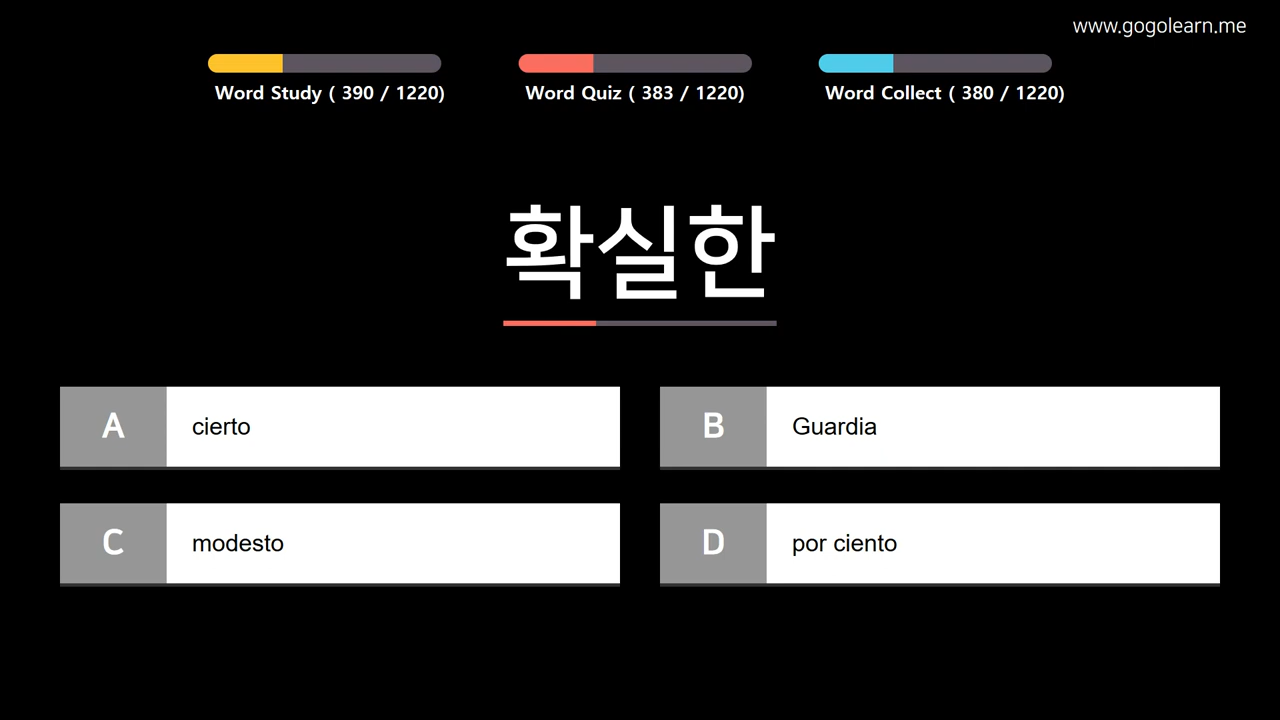 www.gogolearn.me
Word Study ( 390 / 1220)
Word Quiz ( 383 / 1220)
Word Collect ( 380 / 1220)
확실한
A cierto
B Guardia
C modesto
D por ciento